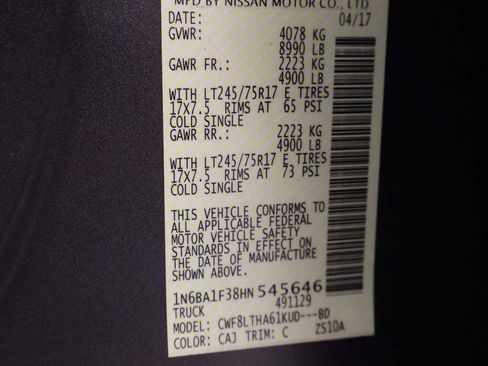 MFD BY NISSAN MOTOR CO., LTD.
DATE: 04/17
GVWR: 4078 KG
8990 LB
GAWR FR.: 2223 KG
4900 LB
WITH LT245/75R17 E TIRES
17X7.5 RIMS AT 65 PSI
COLD SINGLE
GAWR RR.: 2223 KG
4900 LB
WITH LT245/75R17 E TIRES
17X7.5 RIMS AT 73 PSI
COLD SINGLE
THIS VEHICLE CONFORMS TO
ALL APPLICABLE FEDERAL
MOTOR VEHICLE SAFETY
STANDARDS IN EFFECT ON
THE DATE OF MANUFACTURE
SHOWN ABOVE.
1N6BA1F38HN 545646
TRUCK 491129
MODEL: CWF8LTHA61KUD---BD
COLOR: CAJ TRIM: C ZS10A